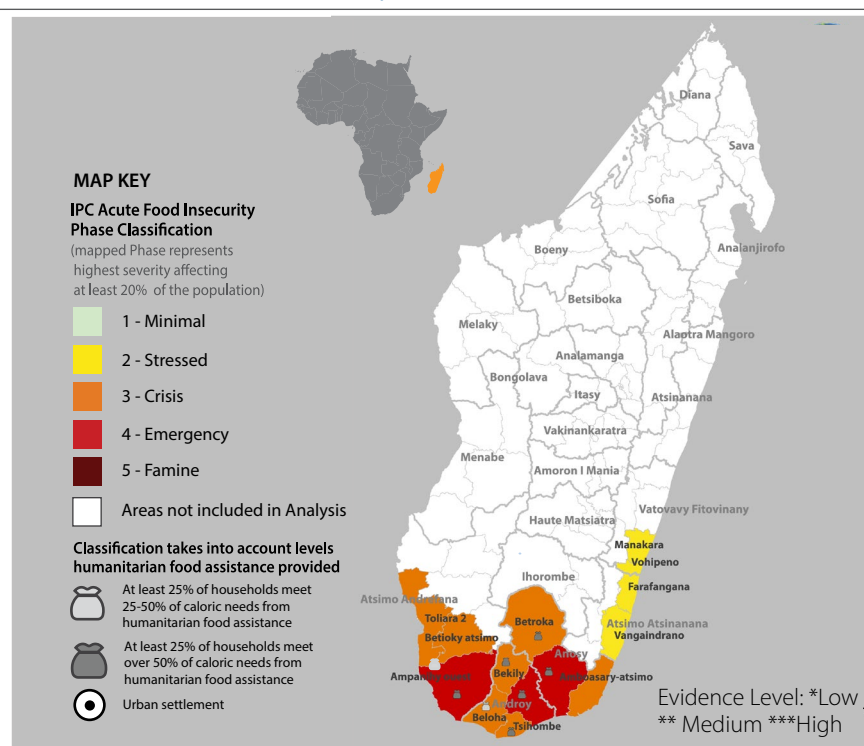 MAP KEY
IPC Acute Food Insecurity
Phase Classification
(mapped Phase represents
highest severity affecting
at least 20% of the population)
1 - Minimal
2 - Stressed
3 - Crisis
4 - Emergency
5 - Famine
Areas not included in Analysis
Classification takes into account levels
humanitarian food assistance provided
At least 25% of households meet
25-50% of caloric needs from
humanitarian food assistance
At least 25% of households meet
over 50% of caloric needs from
humanitarian food assistance
Urban settlement
Diana
Sava
Sofia
Analanjirofo
Boeny
Betsiboka
Melaky
Alaotra Mangoro
Analamanga
Bongolava
Itasy
Atsinanana
Vakinankaratra
Menabe
Amoron I Mania
Vatovavy Fitovinany
Haute Matsiatra
Manakara
Vohipeno
Ihorombe
Farafangana
Atsimo Andrefana
Toliara 2
Betroka
Atsimo Atsinanana
Vangaindrano
Betioky atsimo
Anosy
Bekily
Androy
Beloha
Tsihombe
Evidence Level: *Low
** Medium ***High